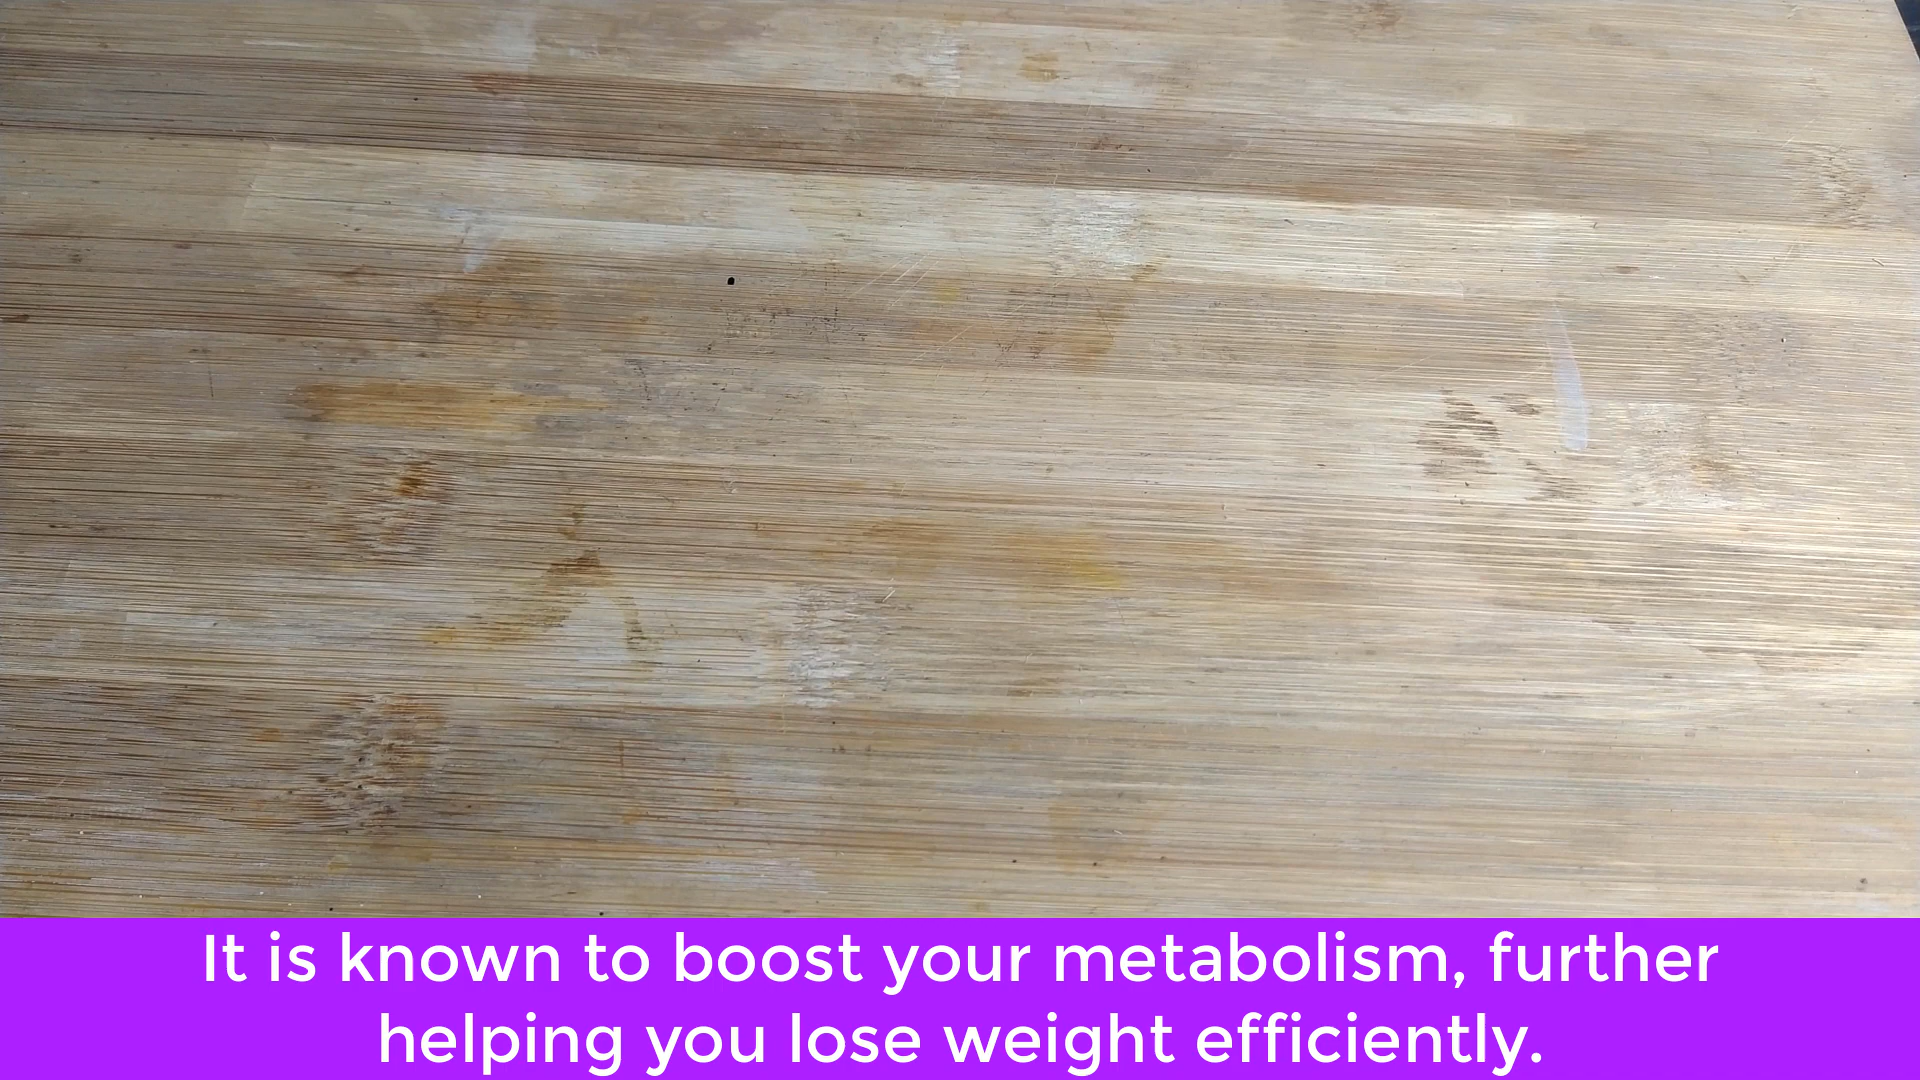 It is known to boost your metabolism, further
helping you lose weight efficiently.